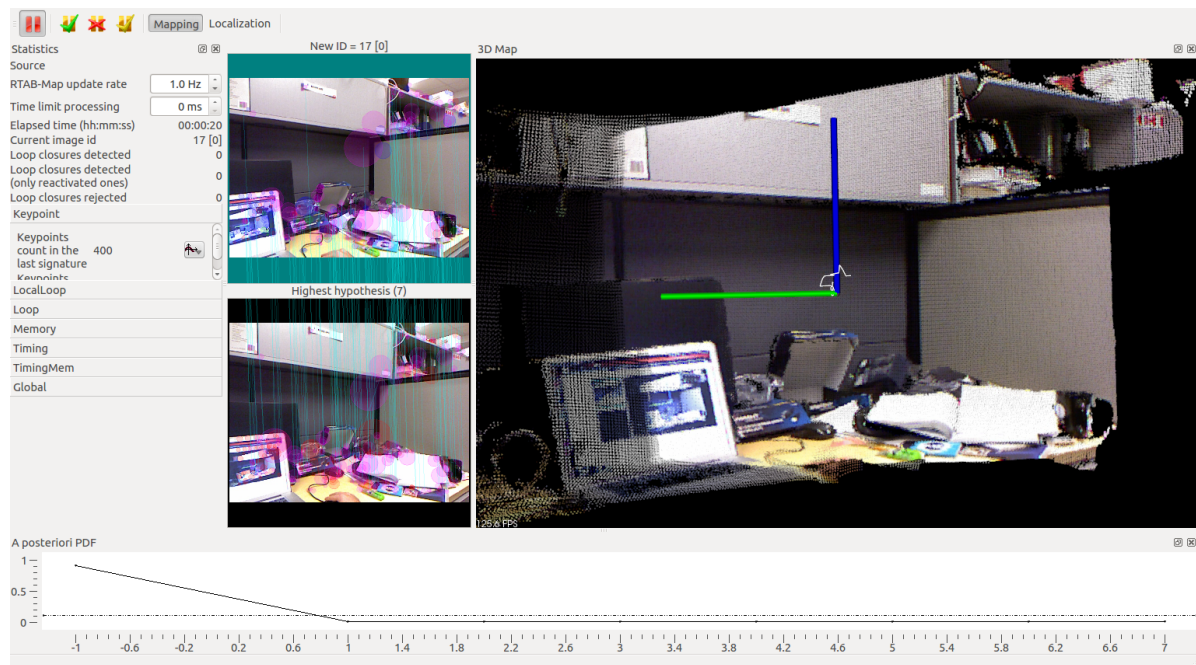 Mapping Localization
Statistics
Source
RTAB-Map update rate 1.0 Hz
Time limit processing 0 ms
Elapsed time (hh:mm:ss) 00:00:20
Current image id 17 [0]
Loop closures detected 0
Loop closures detected
(only reactivated ones) 0
Loop closures rejected 0
Keypoint
Keypoints
count in the 400
last signature
Keypoints
LocalLoop
Loop
Memory
Timing
TimingMem
Global
New ID = 17 [0]
Highest hypothesis (7)
3D Map
125.6 FPS
A posteriori PDF
1
0.5
0
-1 -0.6 -0.2 0.2 0.6 1 1.4 1.8 2.2 2.6 3 3.4 3.8 4.2 4.6 5 5.4 5.8 6.2 6.6 7